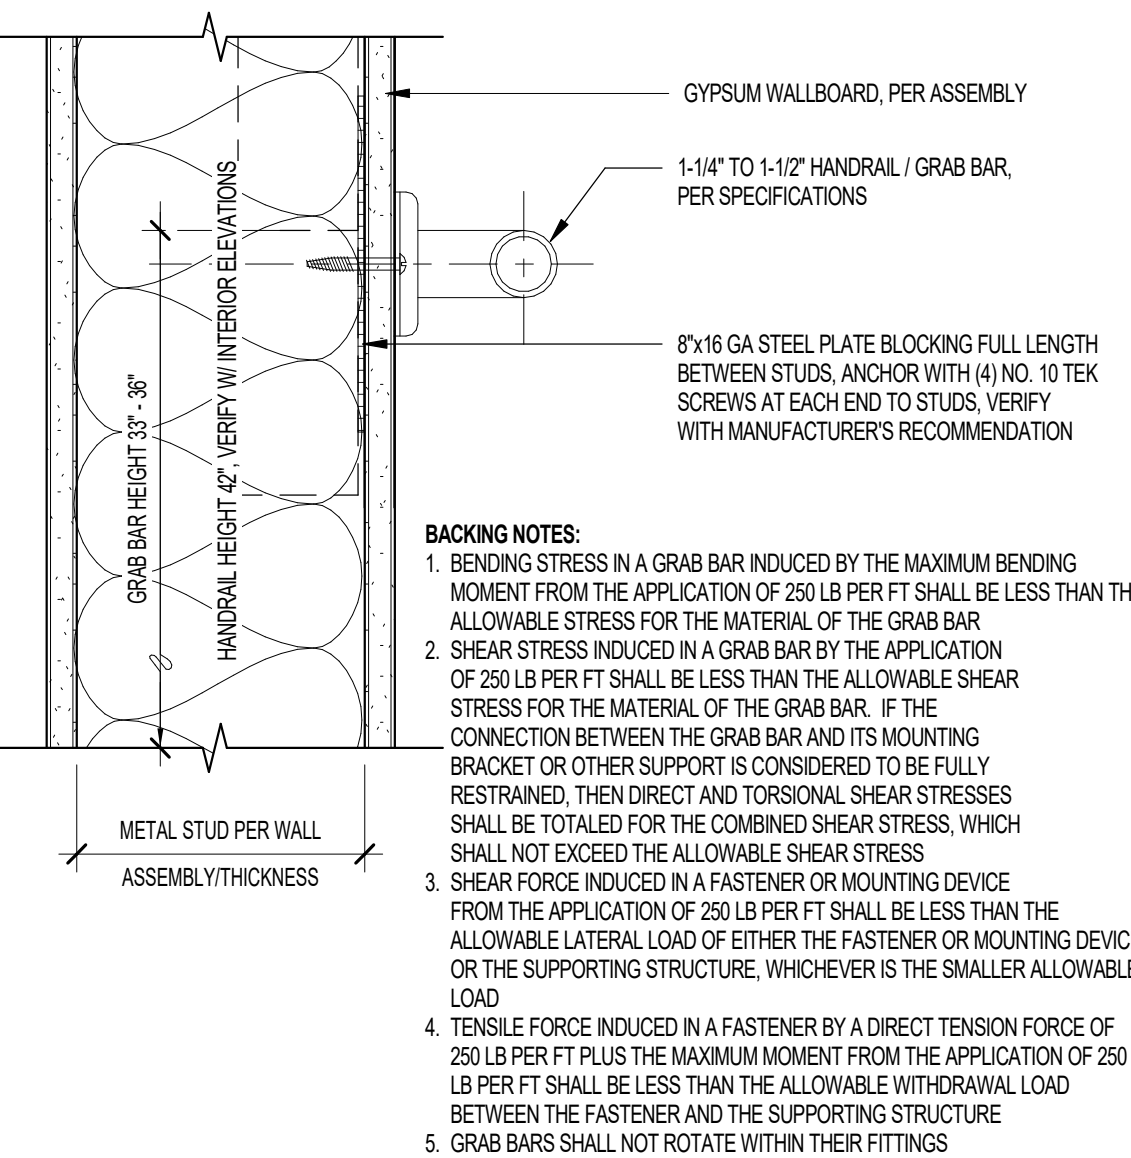 GYPSUM WALLBOARD, PER ASSEMBLY
1-1/4" TO 1-1/2" HANDRAIL / GRAB BAR,
PER SPECIFICATIONS
8"x16 GA STEEL PLATE BLOCKING FULL LENGTH
BETWEEN STUDS, ANCHOR WITH (4) NO. 10 TEK
SCREWS AT EACH END TO STUDS, VERIFY
WITH MANUFACTURER'S RECOMMENDATION
GRAB BAR HEIGHT 33" - 36"
HANDRAIL HEIGHT 42", VERIFY W/ INTERIOR ELEVATIONS
METAL STUD PER WALL
ASSEMBLY/THICKNESS
BACKING NOTES:
1. BENDING STRESS IN A GRAB BAR INDUCED BY THE MAXIMUM BENDING
MOMENT FROM THE APPLICATION OF 250 LB PER FT SHALL BE LESS THAN TH
ALLOWABLE STRESS FOR THE MATERIAL OF THE GRAB BAR
2. SHEAR STRESS INDUCED IN A GRAB BAR BY THE APPLICATION
OF 250 LB PER FT SHALL BE LESS THAN THE ALLOWABLE SHEAR
STRESS FOR THE MATERIAL OF THE GRAB BAR. IF THE
CONNECTION BETWEEN THE GRAB BAR AND ITS MOUNTING
BRACKET OR OTHER SUPPORT IS CONSIDERED TO BE FULLY
RESTRAINED, THEN DIRECT AND TORSIONAL SHEAR STRESSES
SHALL BE TOTALED FOR THE COMBINED SHEAR STRESS, WHICH
SHALL NOT EXCEED THE ALLOWABLE SHEAR STRESS
3. SHEAR FORCE INDUCED IN A FASTENER OR MOUNTING DEVICE
FROM THE APPLICATION OF 250 LB PER FT SHALL BE LESS THAN THE
ALLOWABLE LATERAL LOAD OF EITHER THE FASTENER OR MOUNTING DEVIC
OR THE SUPPORTING STRUCTURE, WHICHEVER IS THE SMALLER ALLOWABLE
LOAD
4. TENSILE FORCE INDUCED IN A FASTENER BY A DIRECT TENSION FORCE OF
250 LB PER FT PLUS THE MAXIMUM MOMENT FROM THE APPLICATION OF 250
LB PER FT SHALL BE LESS THAN THE ALLOWABLE WITHDRAWAL LOAD
BETWEEN THE FASTENER AND THE SUPPORTING STRUCTURE
5. GRAB BARS SHALL NOT ROTATE WITHIN THEIR FITTINGS